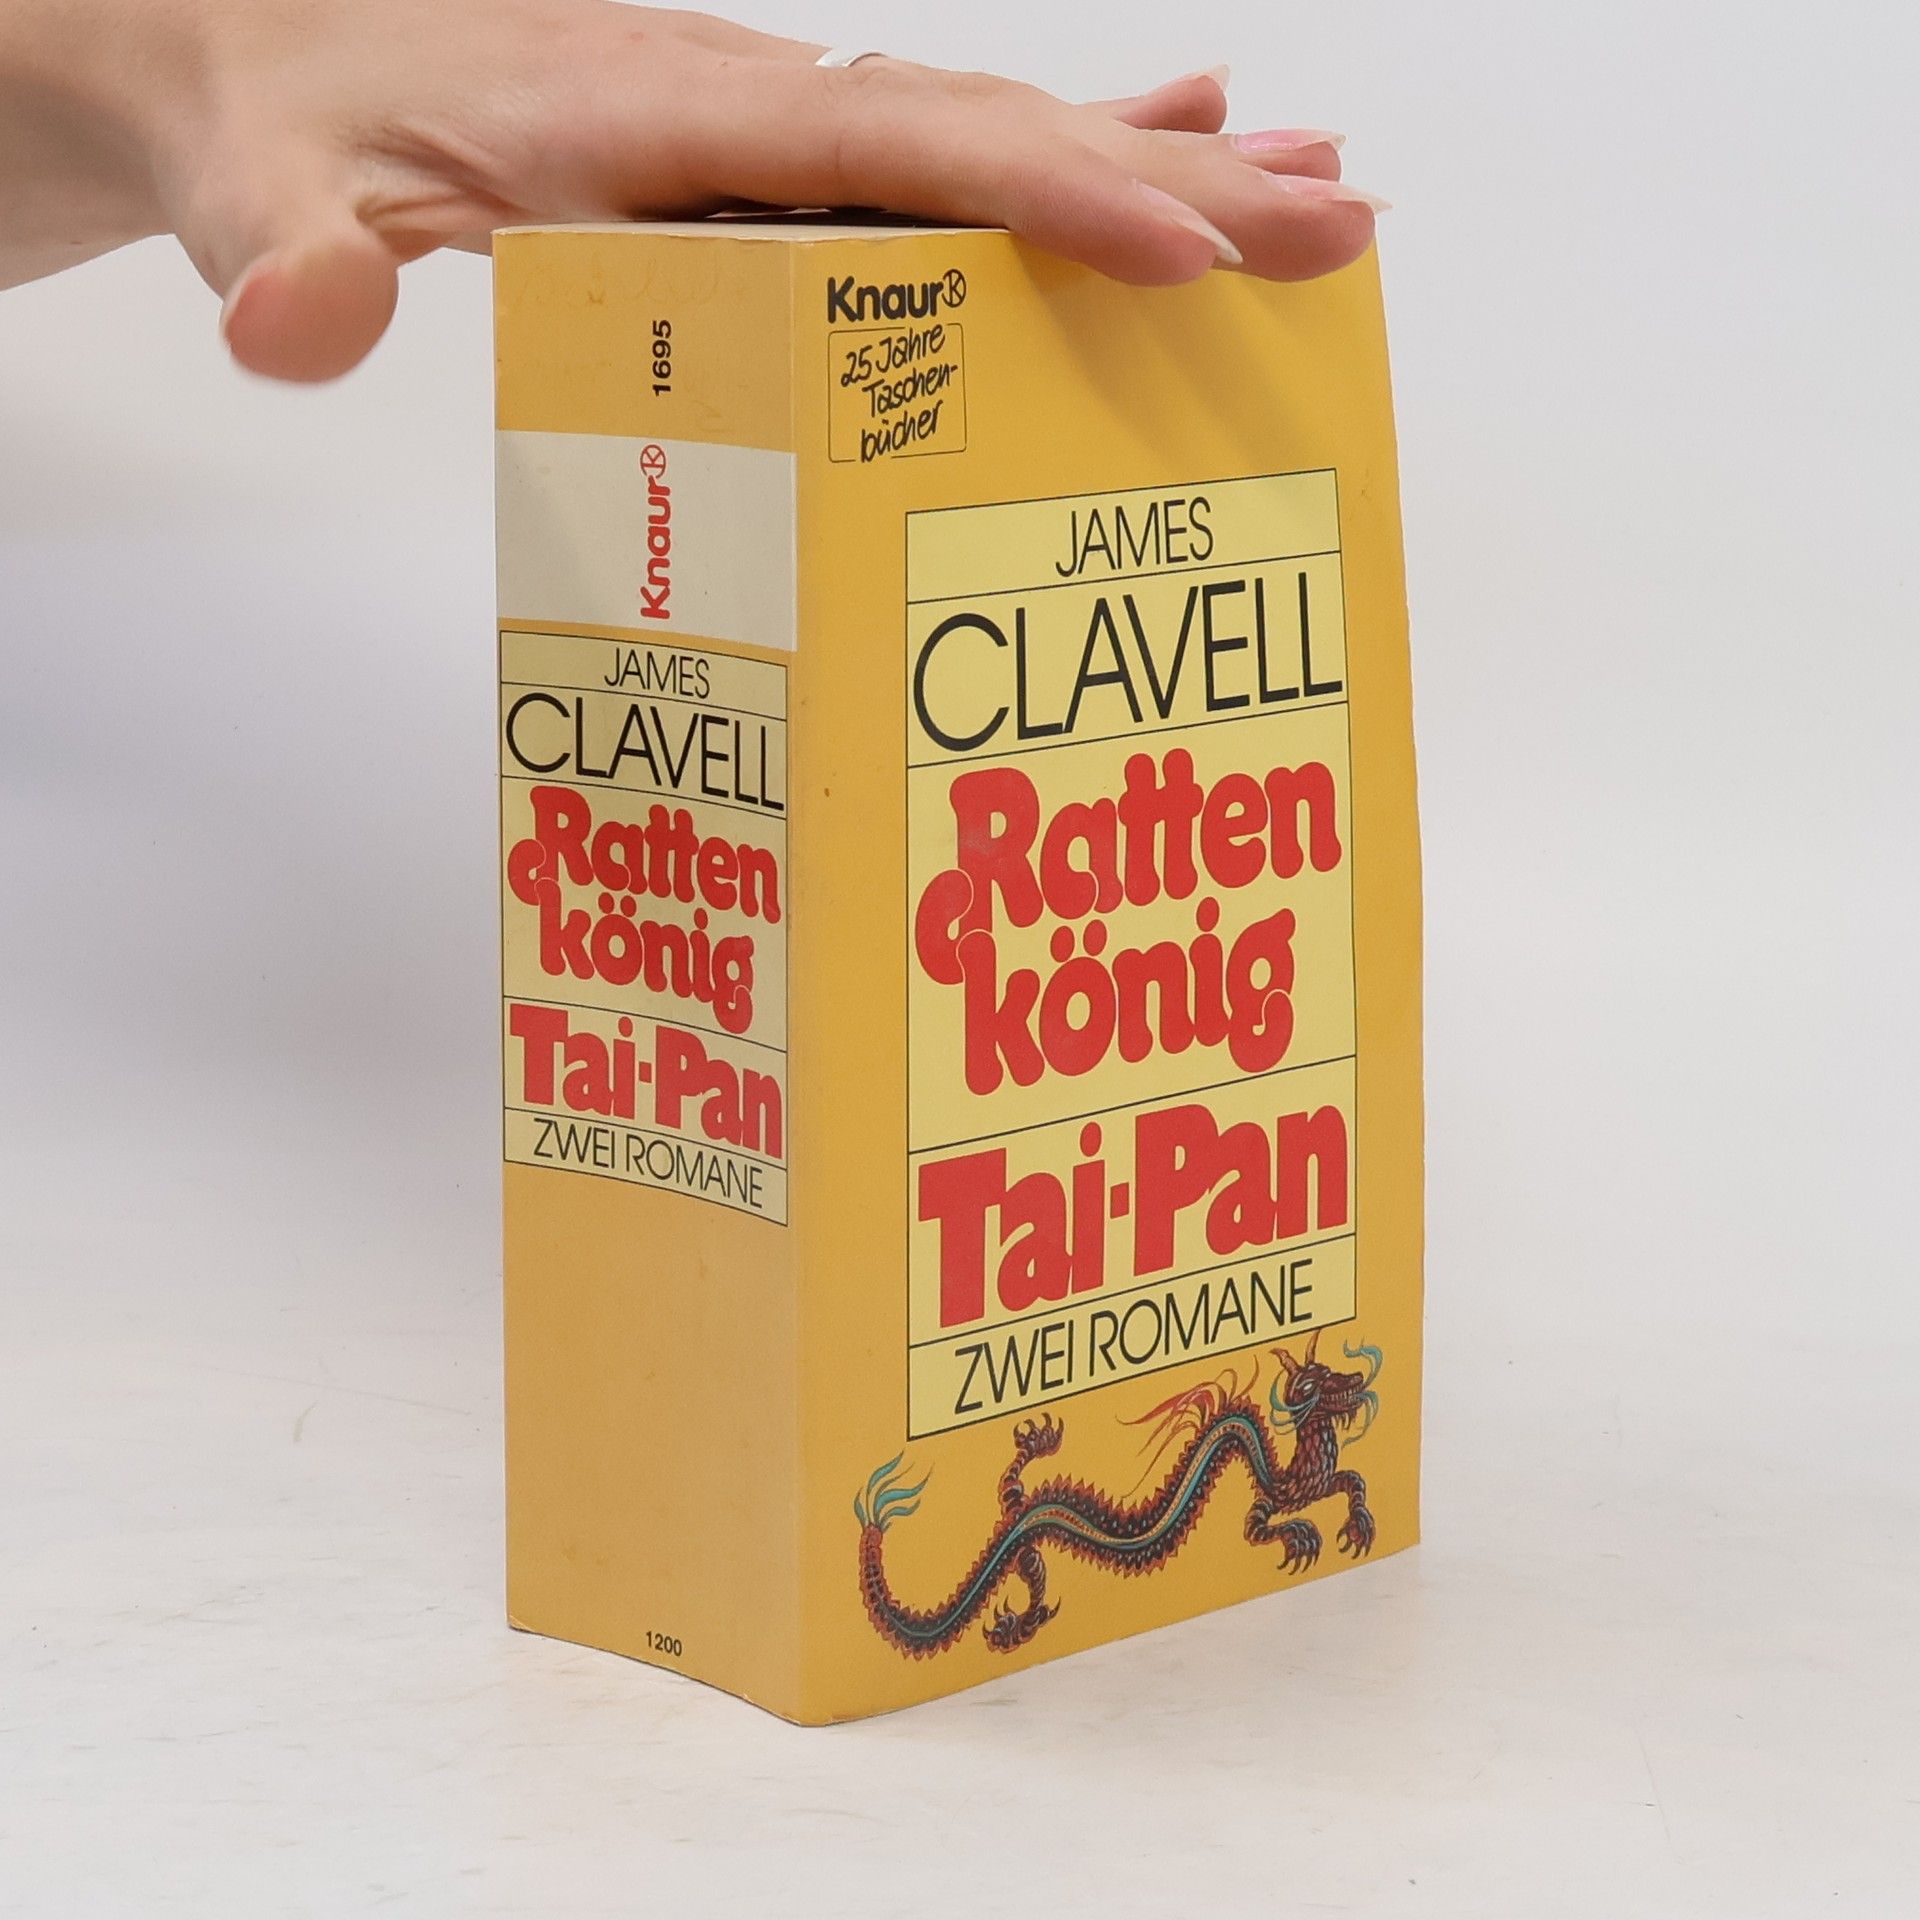 1695
Knaur
JAMES
CLAVELL
Ratten
könig
Tai-Pan
ZWEI ROMANE
1200
Knaur
25 Jahre
Taschen-
bücher
JAMES
CLAVELL
Ratten
könig
Tai-Pan
ZWEI ROMANE